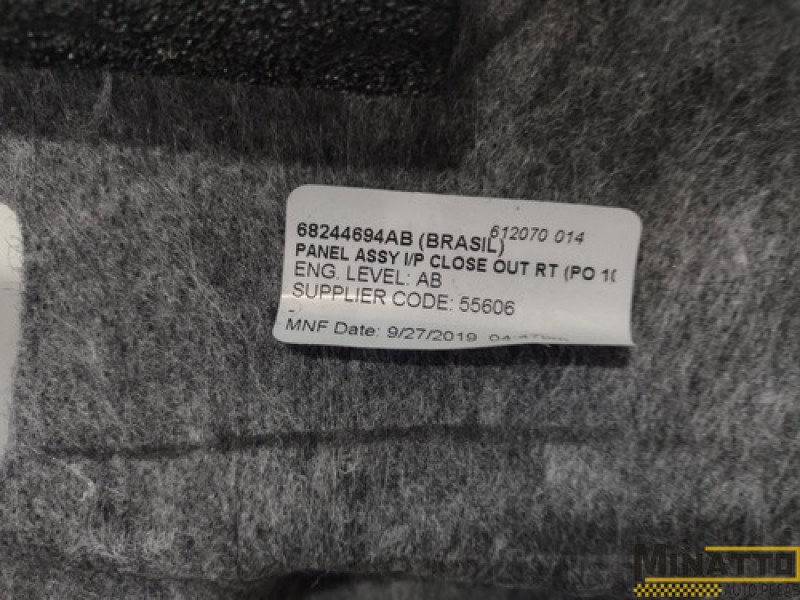 68244694AB (BRASIL) 612070 014
PANEL ASSY I/P CLOSE OUT RT (PO 10
ENG. LEVEL: AB
SUPPLIER CODE: 55606
-
MNF Date: 9/27/2019
MINATTO
AUTO PEÇAS